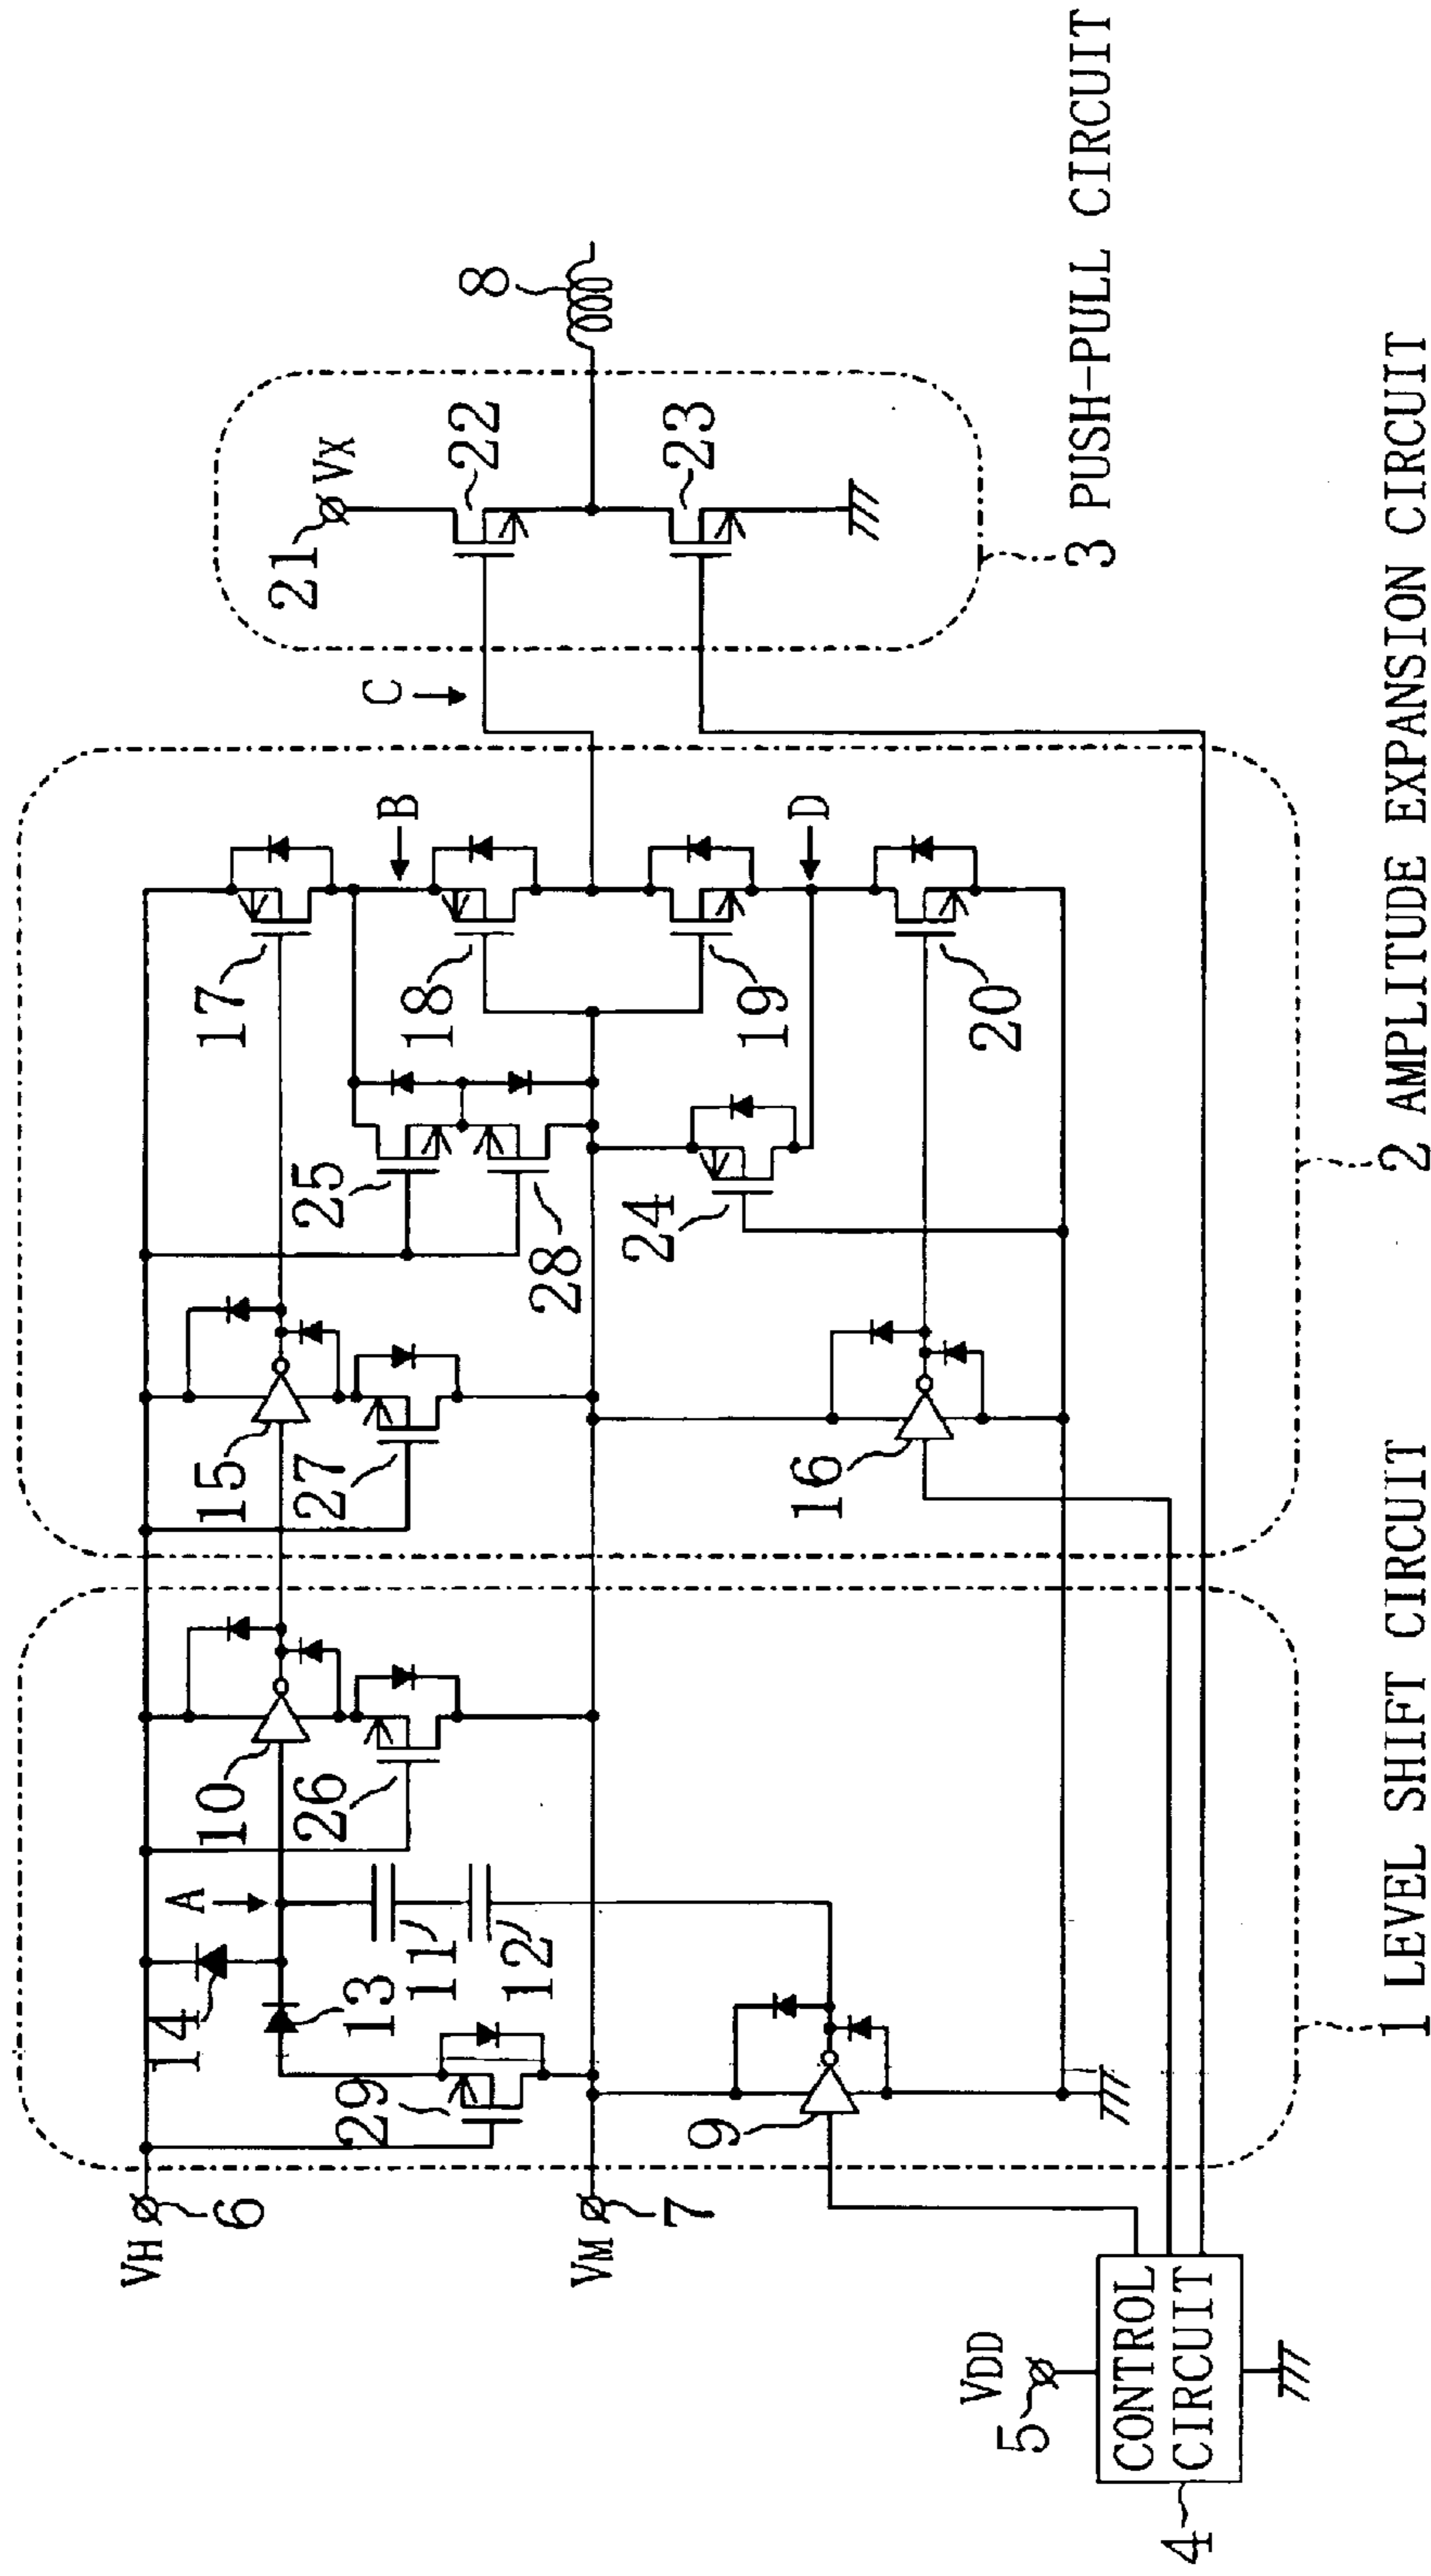 VH
6
VM
7
VDD
5
CONTROL
CIRCUIT
4
14
A
13
29
11
12
9
10
26
15
27
16
25
28
24
17
18
19
20
B
D
C
21
VX
22
23
8
1 LEVEL SHIFT CIRCUIT
2 AMPLITUDE EXPANSION CIRCUIT
3 PUSH-PULL CIRCUIT